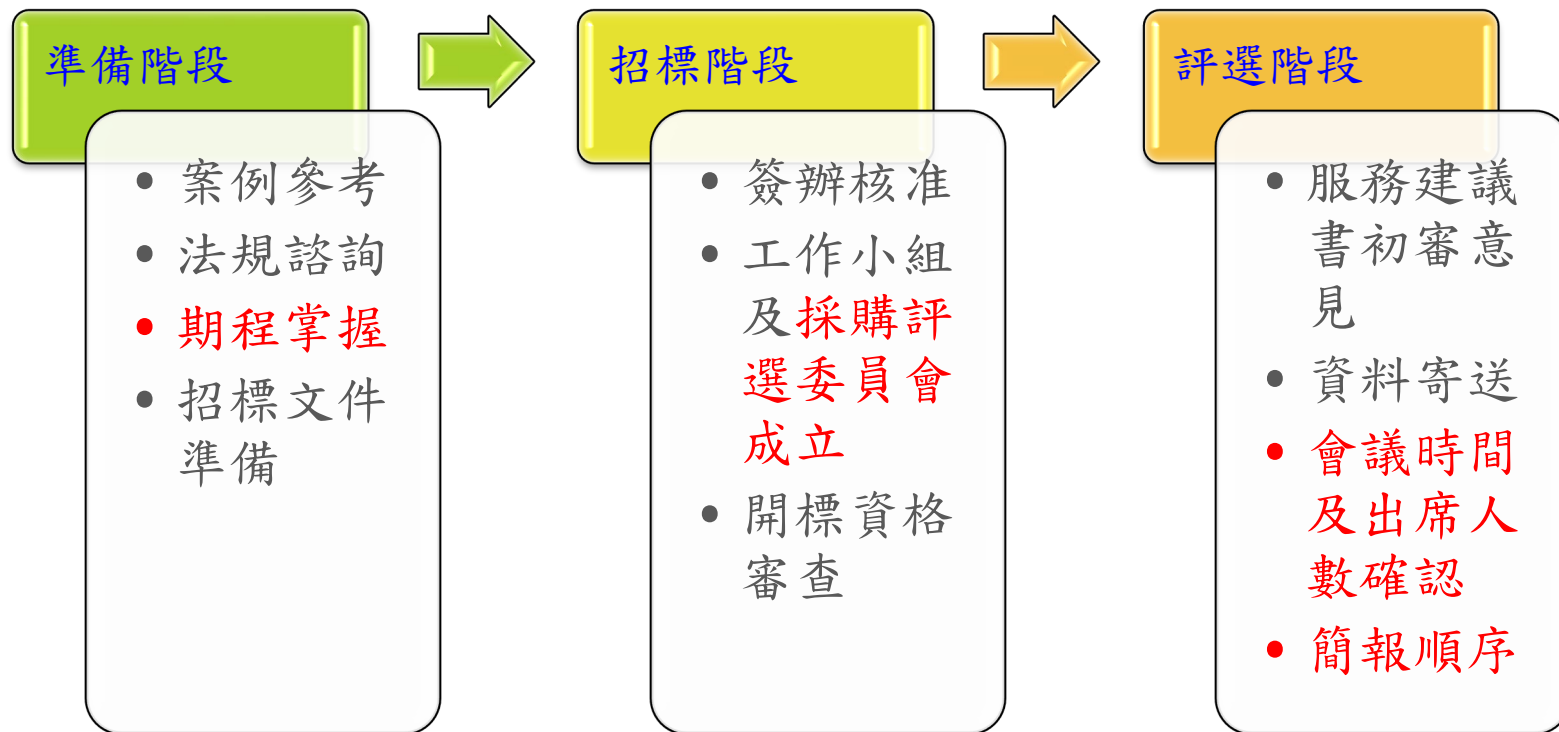 準備階段
• 案例參考
• 法規諮詢
• 期程掌握
• 招標文件
準備
招標階段
• 簽辦核准
• 工作小組
及採購評
選委員會
成立
• 開標資格
審查
評選階段
• 服務建議
書初審意
見
• 資料寄送
• 會議時間
及出席人
數確認
• 簡報順序